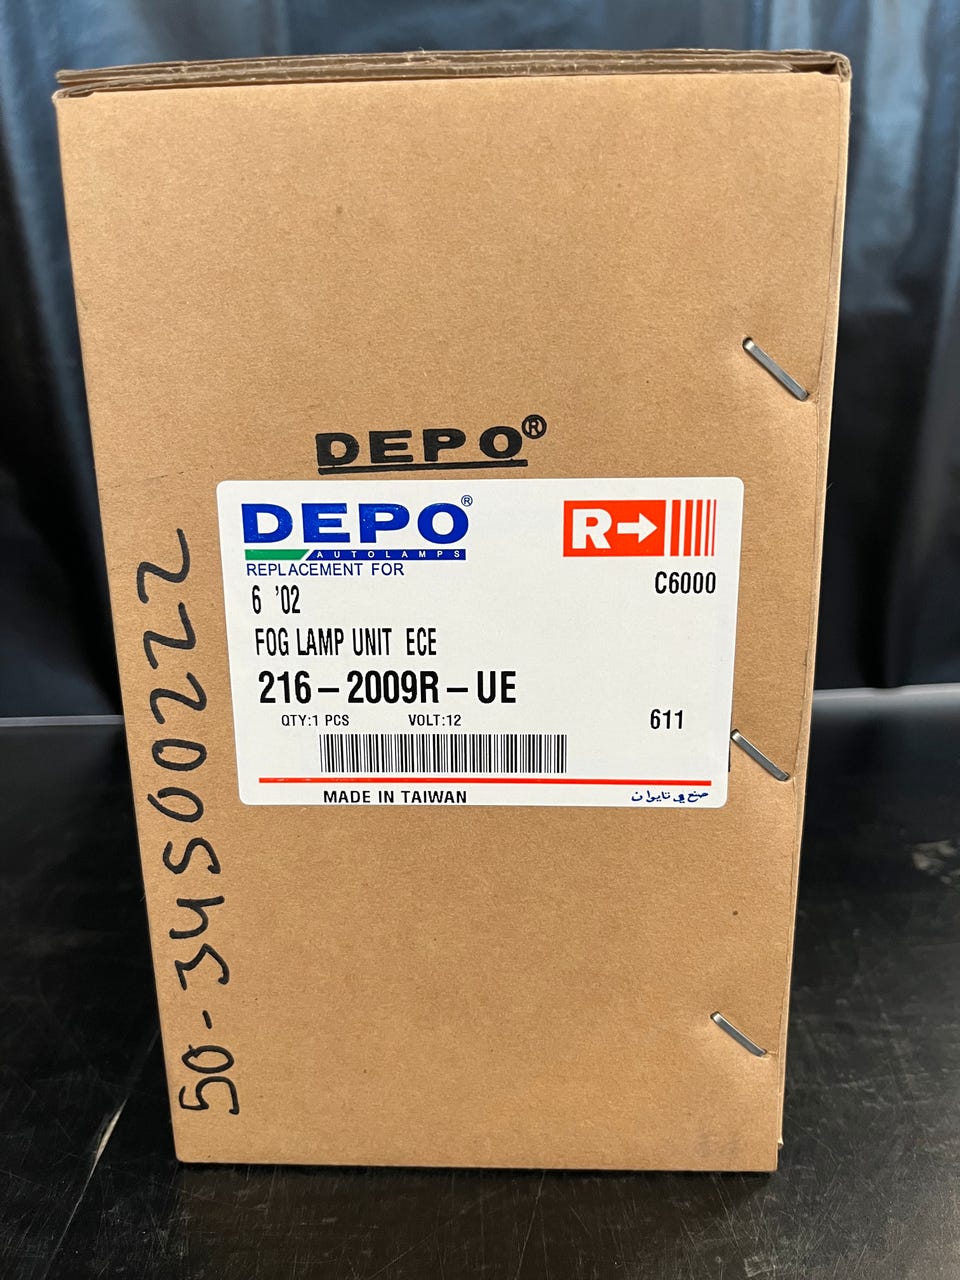 DEPO®
DEPO®
AUTOLAMPS
REPLACEMENT FOR
R→
C6000
6 '02
FOG LAMP UNIT ECE
216-2009R-UE
QTY:1 PCS VOLT:12
611
MADE IN TAIWAN
صنع في تايوان
50-34500222